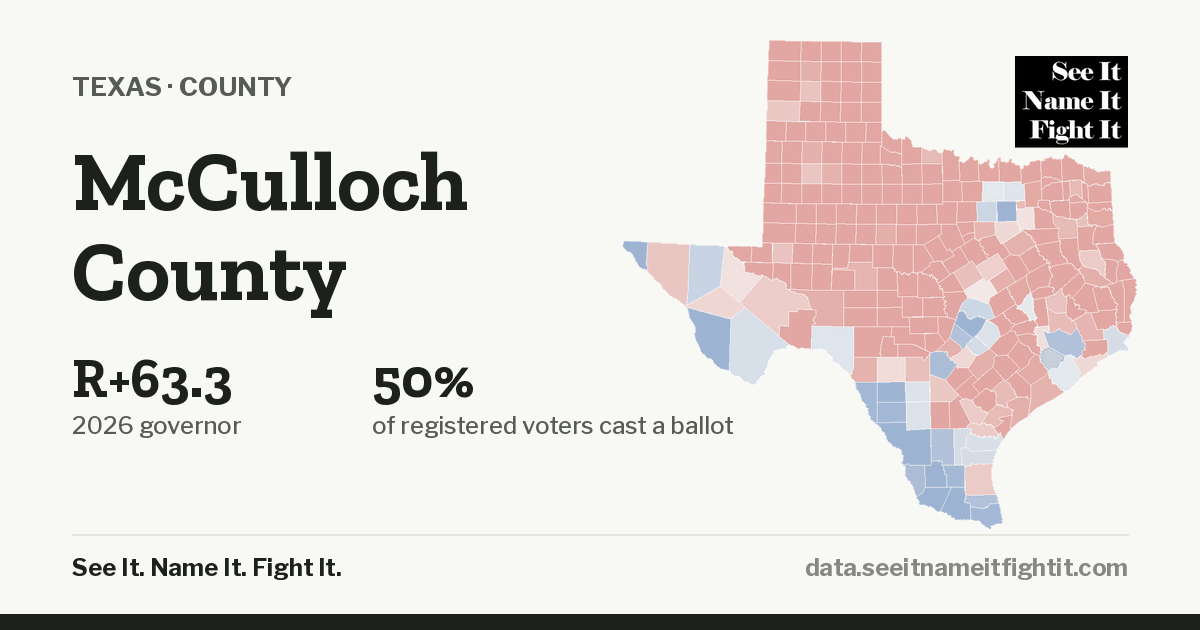 TEXAS · COUNTY
See It
Name It
Fight It
McCulloch
County
R+63.3
2026 governor
50%
of registered voters cast a ballot
See It. Name It. Fight It.
data.seeitnameitfightit.com